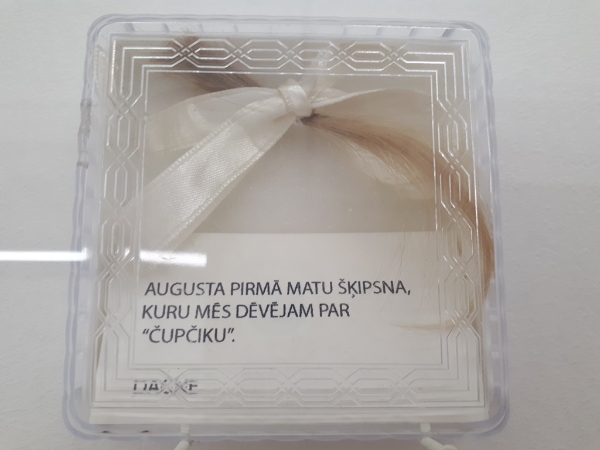 AUGUSTA PIRMĀ MATU ŠĶIPSNA,
KURU MĒS DĒVĒJAM PAR
“ČUPČIKU”.